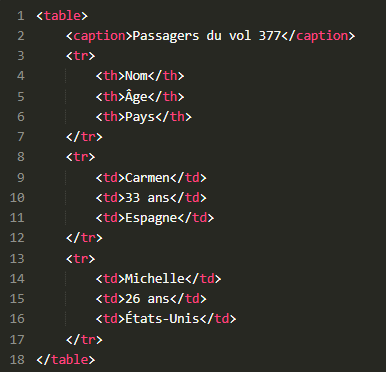 1 <table>
2     <caption>Passagers du vol 377</caption>
3     <tr>
4         <th>Nom</th>
5         <th>Âge</th>
6         <th>Pays</th>
7     </tr>
8     <tr>
9         <td>Carmen</td>
10         <td>33 ans</td>
11         <td>Espagne</td>
12     </tr>
13     <tr>
14         <td>Michelle</td>
15         <td>26 ans</td>
16         <td>États-Unis</td>
17     </tr>
18 </table>